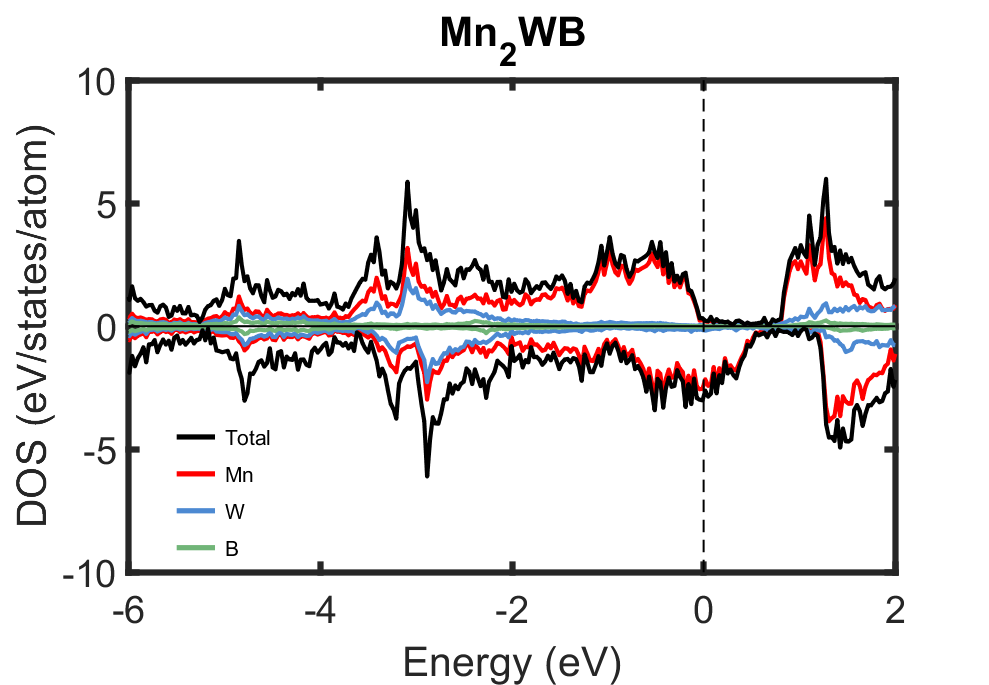 Mn2WB
10
5
0
-5
-10
DOS (eV/states/atom)
Total
Mn
W
B
-6 -4 -2 0 2
Energy (eV)